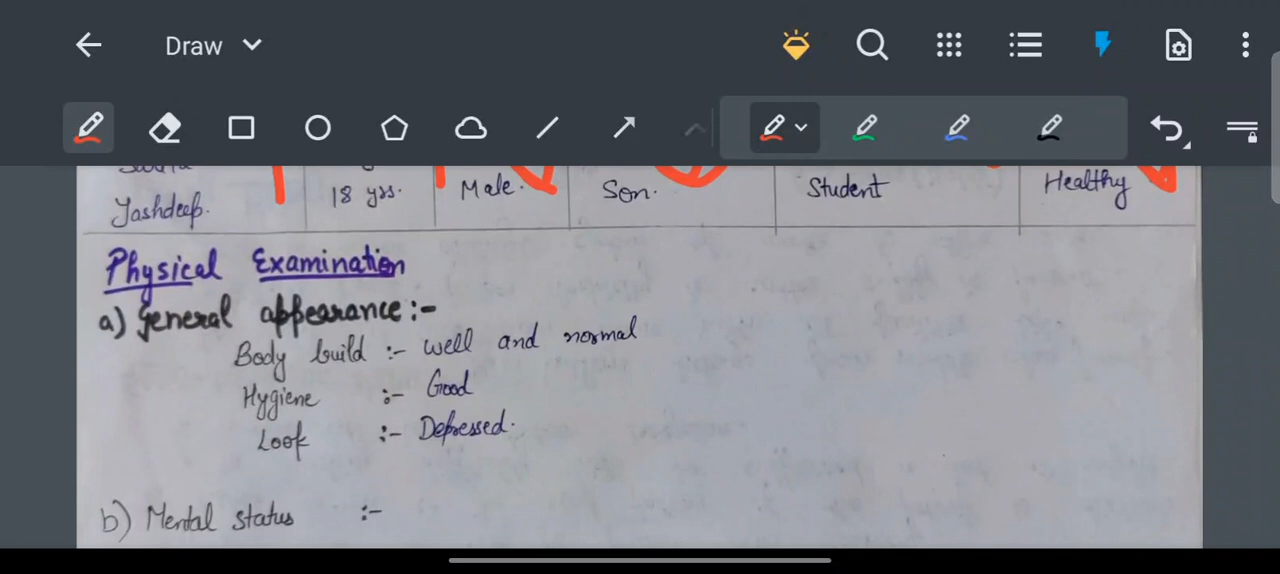 Draw
Yashdeep. 18 yrs. Male. Son. Student Healthy
Physical Examination
a) General appearance :-
Body build :- well and normal
Hygiene :- Good
Look :- Depressed.
b) Mental status :-